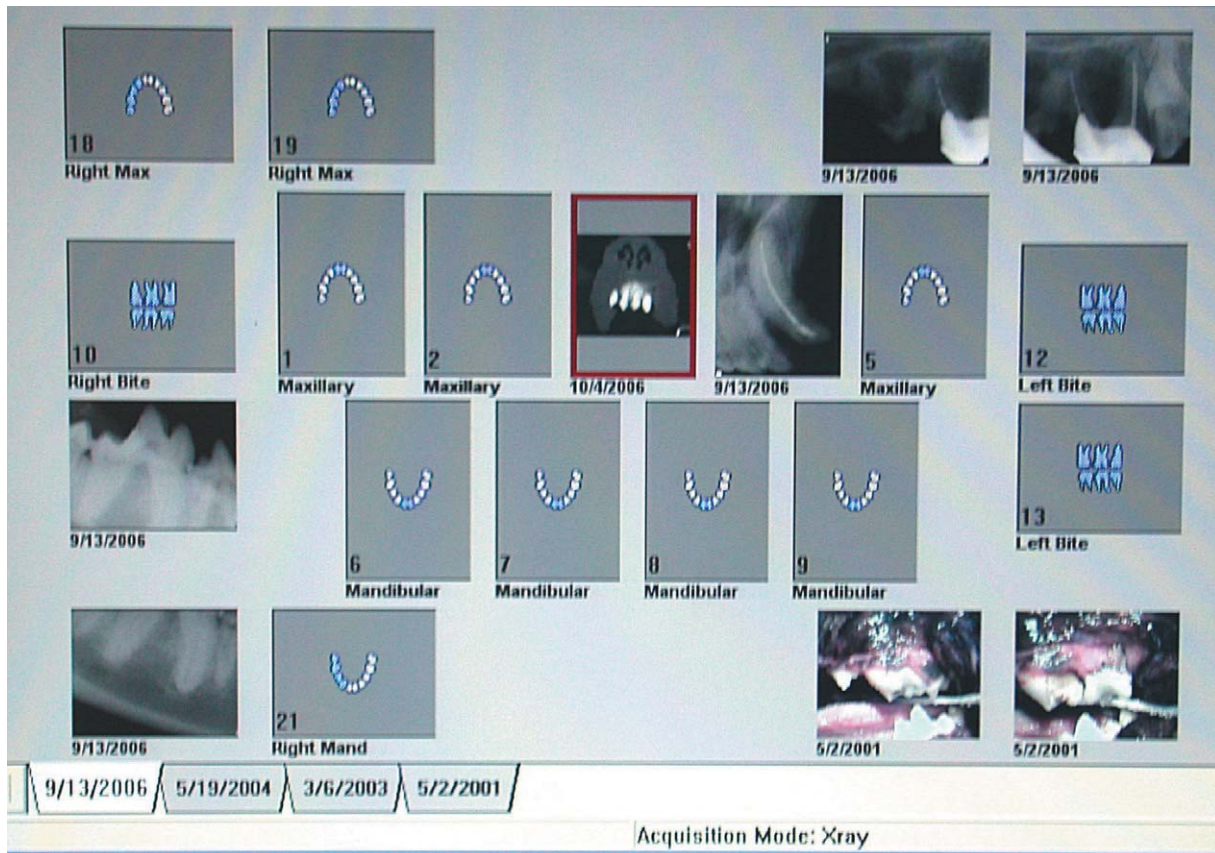 18
Right Max
19
Right Max
9/13/2006
9/13/2006
10
Right Bite
1
Maxillary
2
Maxillary
10/4/2006
9/13/2006
5
Maxillary
12
Left Bite
9/13/2006
6
Mandibular
7
Mandibular
8
Mandibular
9
Mandibular
13
Left Bite
9/13/2006
21
Right Mand
5/2/2001
5/2/2001
9/13/2006 5/19/2004 3/6/2003 5/2/2001
Acquisition Mode: Xray